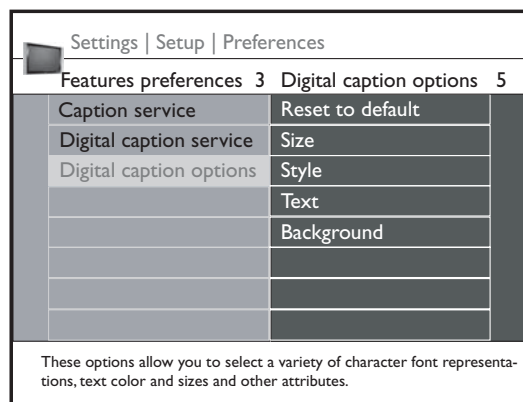 Settings | Setup | Preferences
Features preferences 3 Digital caption options 5
Caption service Reset to default
Digital caption service Size
Digital caption options Style
Text
Background
These options allow you to select a variety of character font representa-
tions, text color and sizes and other attributes.